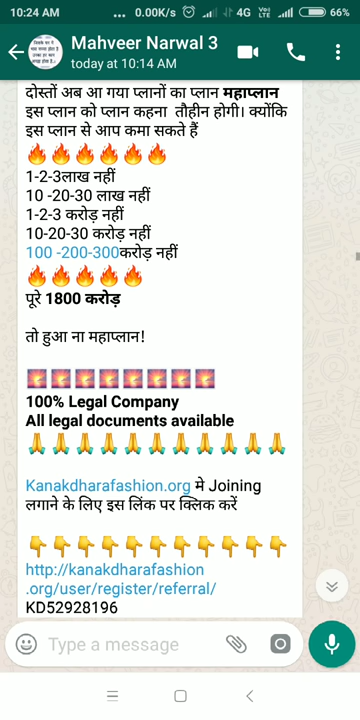 10:24 AM ... 0.00K/s 4G Vo LTE 66%
Mahveer Narwal 3
today at 10:14 AM
दोस्तों अब आ गया प्लानों का प्लान महाप्लान
इस प्लान को प्लान कहना तौहीन होगी। क्योंकि
इस प्लान से आप कमा सकते हैं
🔥🔥🔥🔥🔥🔥
1-2-3लाख नहीं
10 -20-30 लाख नहीं
1-2-3 करोड़ नहीं
10-20-30 करोड़ नहीं
100 -200-300करोड़ नहीं
🔥🔥🔥🔥🔥
पूरे 1800 करोड़
तो हुआ ना महाप्लान!
100% Legal Company
All legal documents available
🙏🙏🙏🙏🙏🙏🙏🙏🙏🙏🙏
Kanakdharafashion.org मे Joining
लगाने के लिए इस लिंक पर क्लिक करें
👇👇👇👇👇👇👇👇👇👇👇
http://kanakdharafashion
.org/user/register/referral/
KD52928196
Type a message